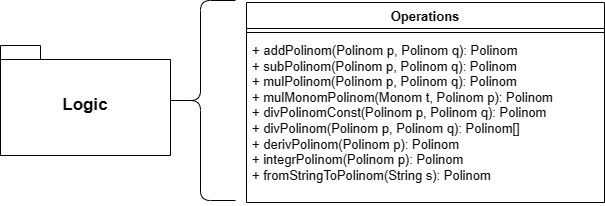 Logic
Operations
+ addPolinom(Polinom p, Polinom q): Polinom
+ subPolinom(Polinom p, Polinom q): Polinom
+ mulPolinom(Polinom p, Polinom q): Polinom
+ mulMonomPolinom(Monom t, Polinom p): Polinom
+ divPolinomConst(Polinom p, Polinom q): Polinom
+ divPolinom(Polinom p, Polinom q): Polinom[]
+ derivPolinom(Polinom p): Polinom
+ integrPolinom(Polinom p): Polinom
+ fromStringToPolinom(String s): Polinom